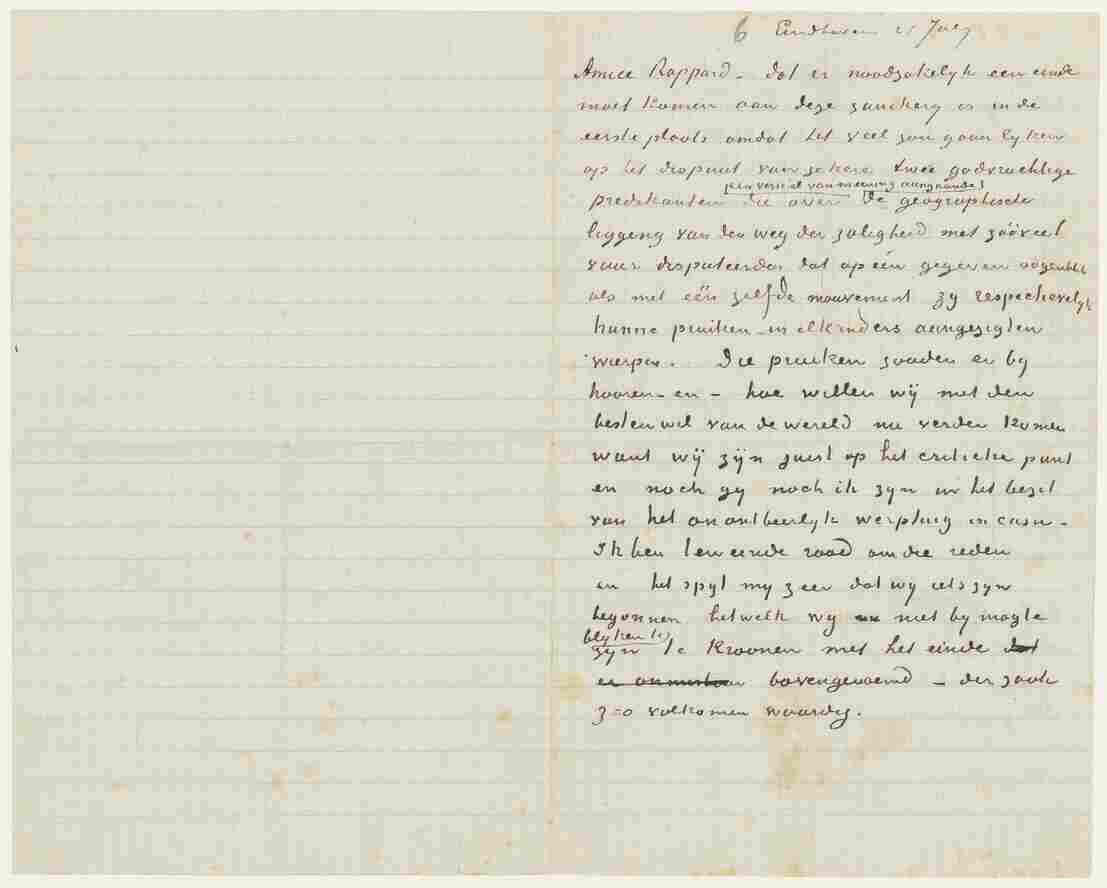 6 Eindhoven 15 July
Amice Rappard – dat er noodzakelyk een einde
moet komen aan deze zanikery is in de
eerste plaats omdat het veel zou gaan lyken
op het dispuut van zekere twee godvruchtige
(een verschil van meening aangaande)
predikanten die over de geographische
ligging van den weg der zaligheid met zóóveel
vuur disputeerden dat op één gegeven oogenblik
als met één zelfde mouvement zy respectievelyk
hunne pruiken in elkanders aangezigten
wierpen. Die pruiken zouden er by
hooren – en – hoe willen wij met den
besten wil van de wereld nu verder komen
want wij zijn juist op het critieke punt
en noch gy noch ik zyn in het bezit
van het onontbeerlyk werptuig in casu –
Ik ben ten einde raad om die reden
en het spyt my zeer dat wy iets zyn
begonnen hetwelk wy niet by magte
blyken te
zyn te kroonen met het einde dat
er bovengenoemd – der zaak
zoo volkomen waardig.